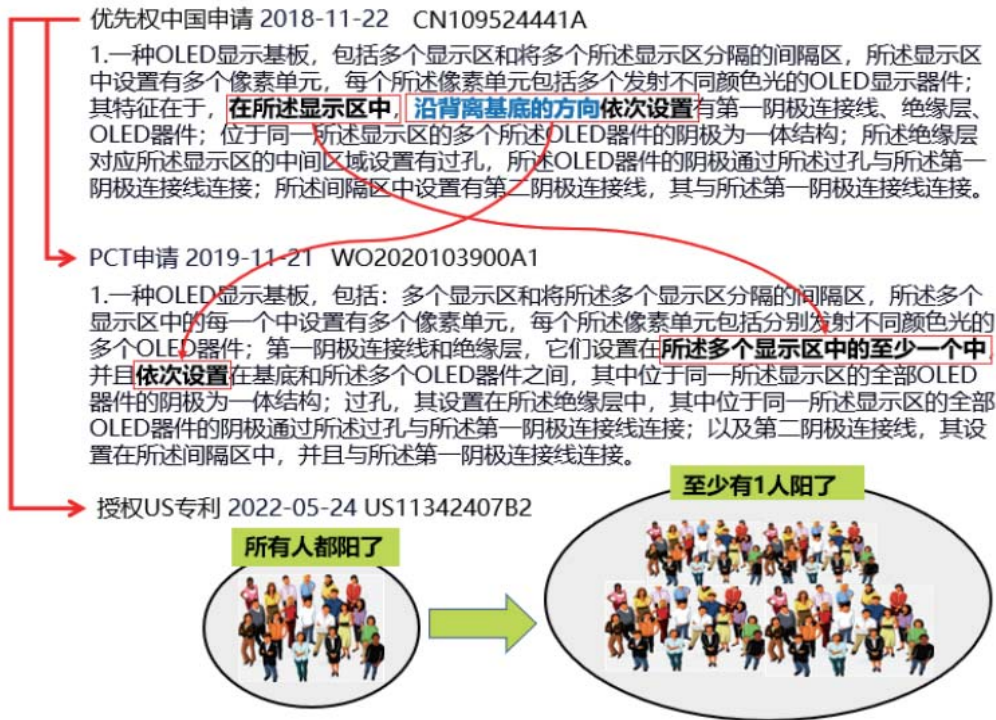 优先权中国申请 2018-11-22 CN109524441A
1.一种OLED显示基板，包括多个显示区和将多个所述显示区分隔的间隔区，所述显示区
中设置有多个像素单元，每个所述像素单元包括多个发射不同颜色光的OLED显示器件；
其特征在于，在所述显示区中，沿背离基底的方向依次设置有第一阴极连接线、绝缘层、
OLED器件；位于同一所述显示区的多个所述OLED器件的阴极为一体结构；所述绝缘层
对应所述显示区的中间区域设置有过孔，所述OLED器件的阴极通过所述过孔与所述第一
阴极连接线连接；所述间隔区中设置有第二阴极连接线，其与所述第一阴极连接线连接。
PCT申请 2019-11-21 WO2020103900A1
1.一种OLED显示基板，包括：多个显示区和将所述多个显示区分隔的间隔区，所述多个
显示区中的每一个中设置有多个像素单元，每个所述像素单元包括分别发射不同颜色光的
多个OLED器件；第一阴极连接线和绝缘层，它们设置在所述多个显示区中的至少一个中，
并且依次设置在基底和所述多个OLED器件之间，其中位于同一所述显示区的全部OLED
器件的阴极为一体结构；过孔，其设置在所述绝缘层中，其中位于同一所述显示区的全部
OLED器件的阴极通过所述过孔与所述第一阴极连接线连接；以及第二阴极连接线，其设
置在所述间隔区中，并且与所述第一阴极连接线连接。
授权US专利 2022-05-24 US11342407B2
至少有1人阳了
所有人都阳了